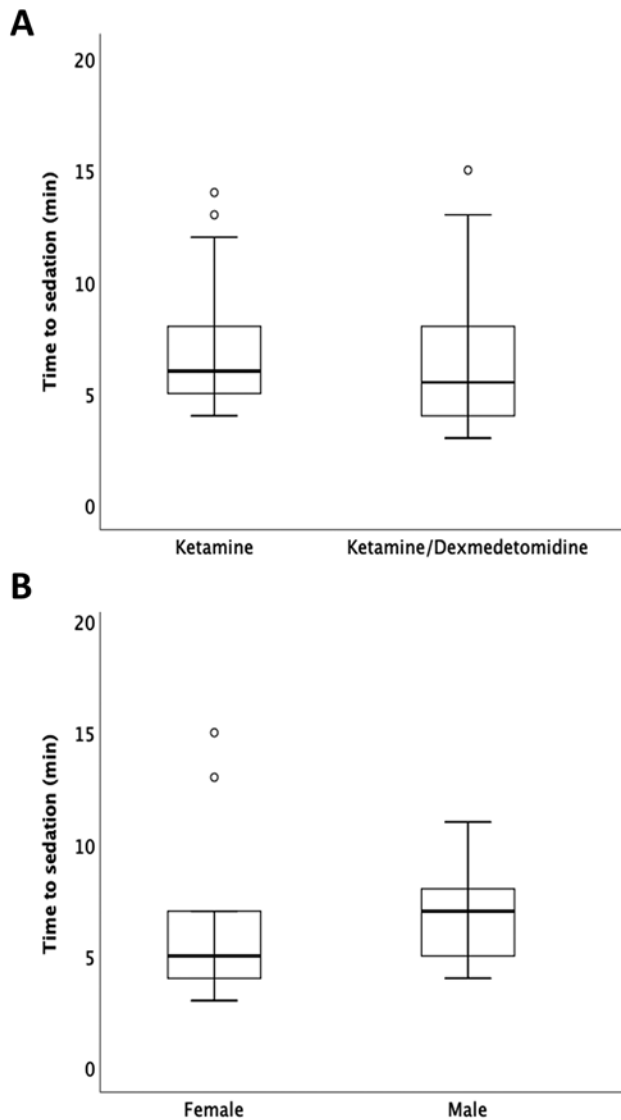 A
20
15
10
5
0
Time to sedation (min)
Ketamine Ketamine/Dexmedetomidine
B
20
15
10
5
0
Time to sedation (min)
Female Male